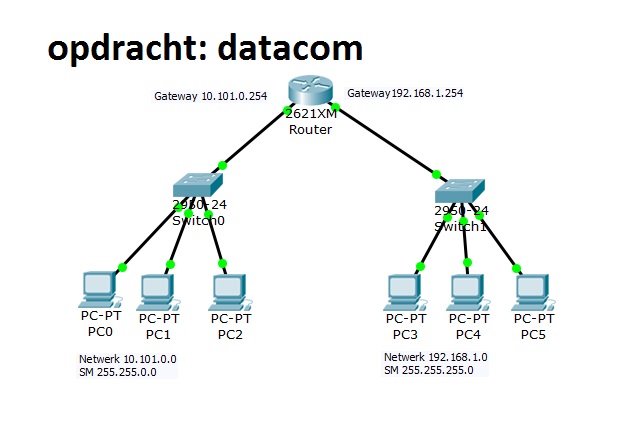 opdracht: datacom
Gateway 10.101.0.254
Gateway192.168.1.254
2621XM
Router
2950-24
Switch0
2950-24
Switch1
PC-PT
PC0
PC-PT
PC1
PC-PT
PC2
PC-PT
PC3
PC-PT
PC4
PC-PT
PC5
Netwerk 10.101.0.0
SM 255.255.0.0
Netwerk 192.168.1.0
SM 255.255.255.0